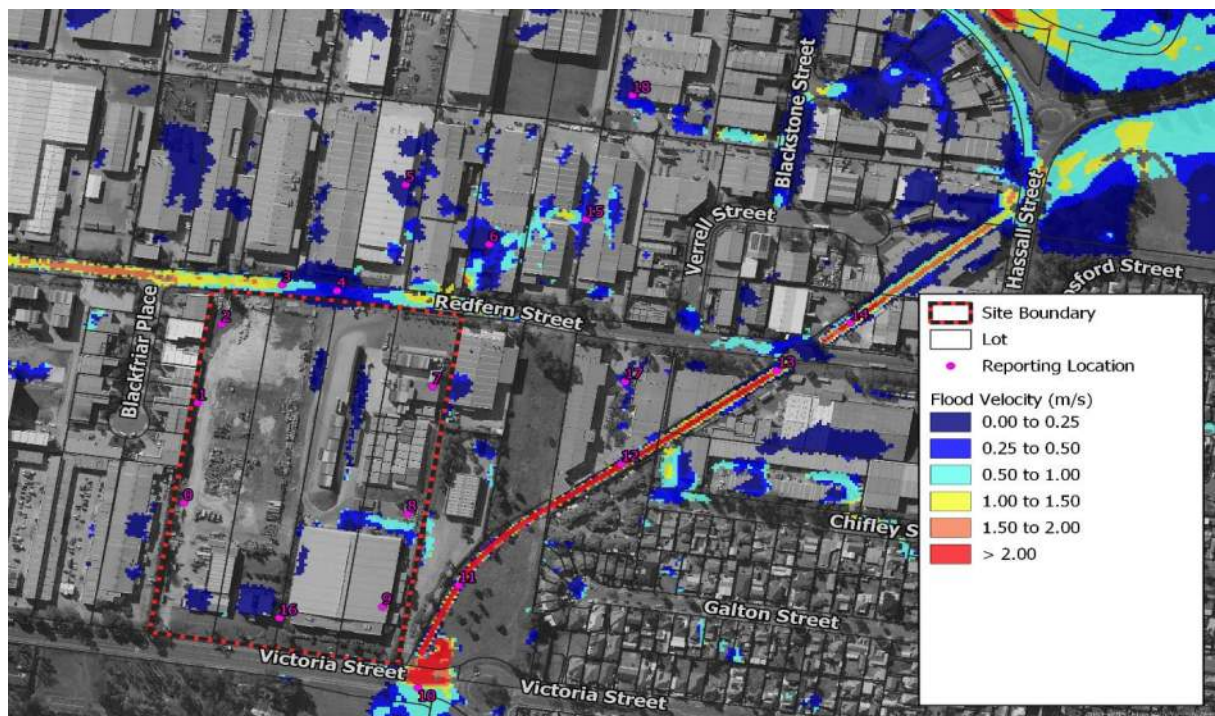 18
Blackstone Street
5
15
Verrell Street
6
Hassall Street
nsford Street
3
4
Redfern Street
Blackfriar Place
2
14
13
7
17
1
12
0
8
Chifley S
11
9
Galton Street
16
Victoria Street
10
Victoria Street
Site Boundary
Lot
Reporting Location
Flood Velocity (m/s)
0.00 to 0.25
0.25 to 0.50
0.50 to 1.00
1.00 to 1.50
1.50 to 2.00
> 2.00